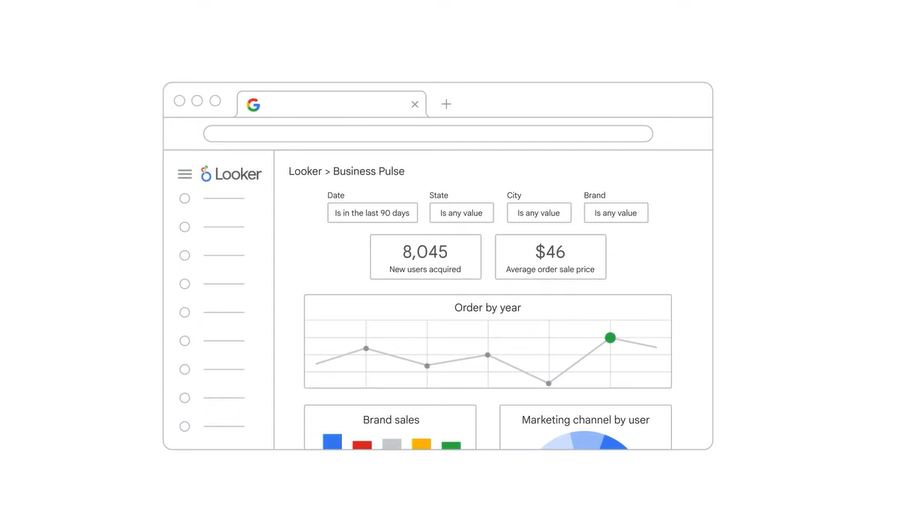 Looker
Looker > Business Pulse
Date State City Brand
Is in the last 90 days Is any value Is any value Is any value
8,045 $46
New users acquired Average order sale price
Order by year
Brand sales Marketing channel by user